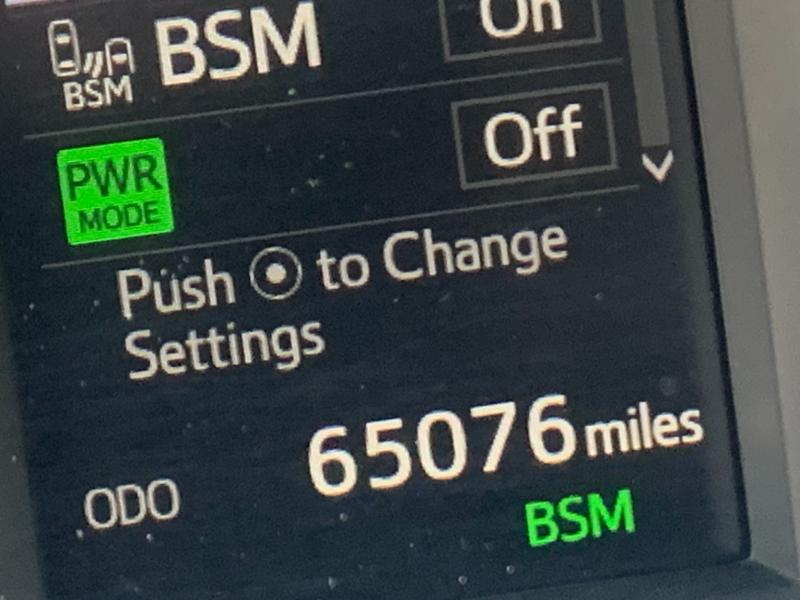 BSM
BSM
On
PWR
MODE
Off
Push to Change
Settings
ODO
65076 miles
BSM